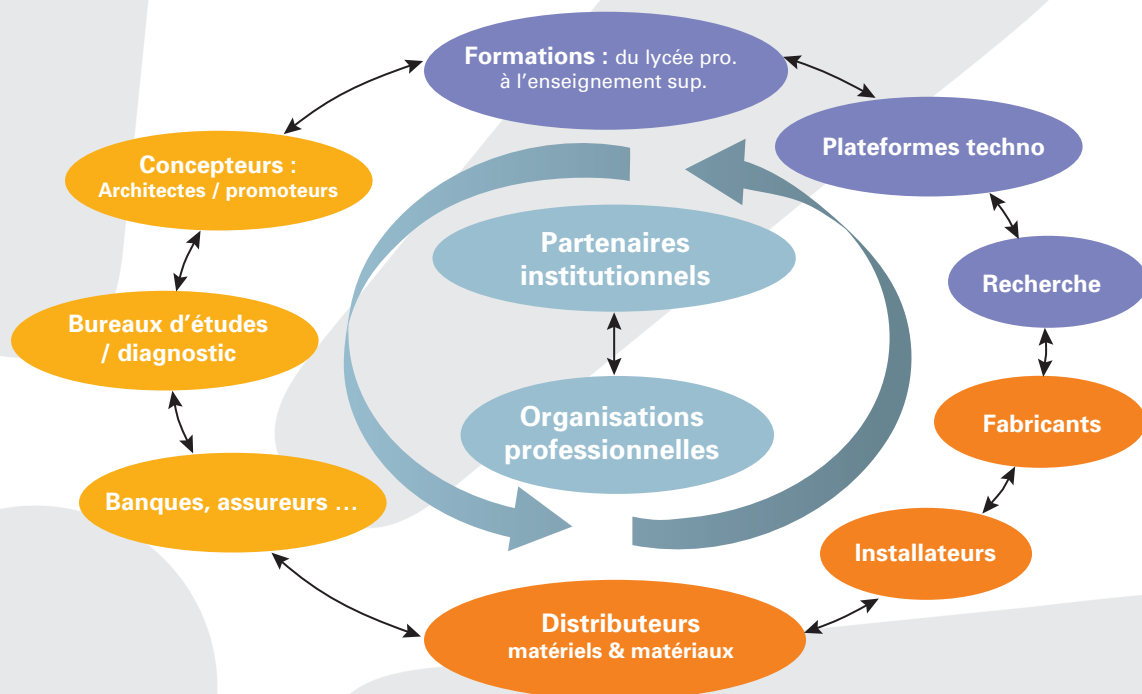 Formations : du lycée pro.
à l'enseignement sup.
Plateformes techno
Concepteurs :
Architectes / promoteurs
Partenaires
institutionnels
Recherche
Bureaux d'études
/ diagnostic
Organisations
professionnelles
Fabricants
Banques, assureurs …
Installateurs
Distributeurs
matériels & matériaux